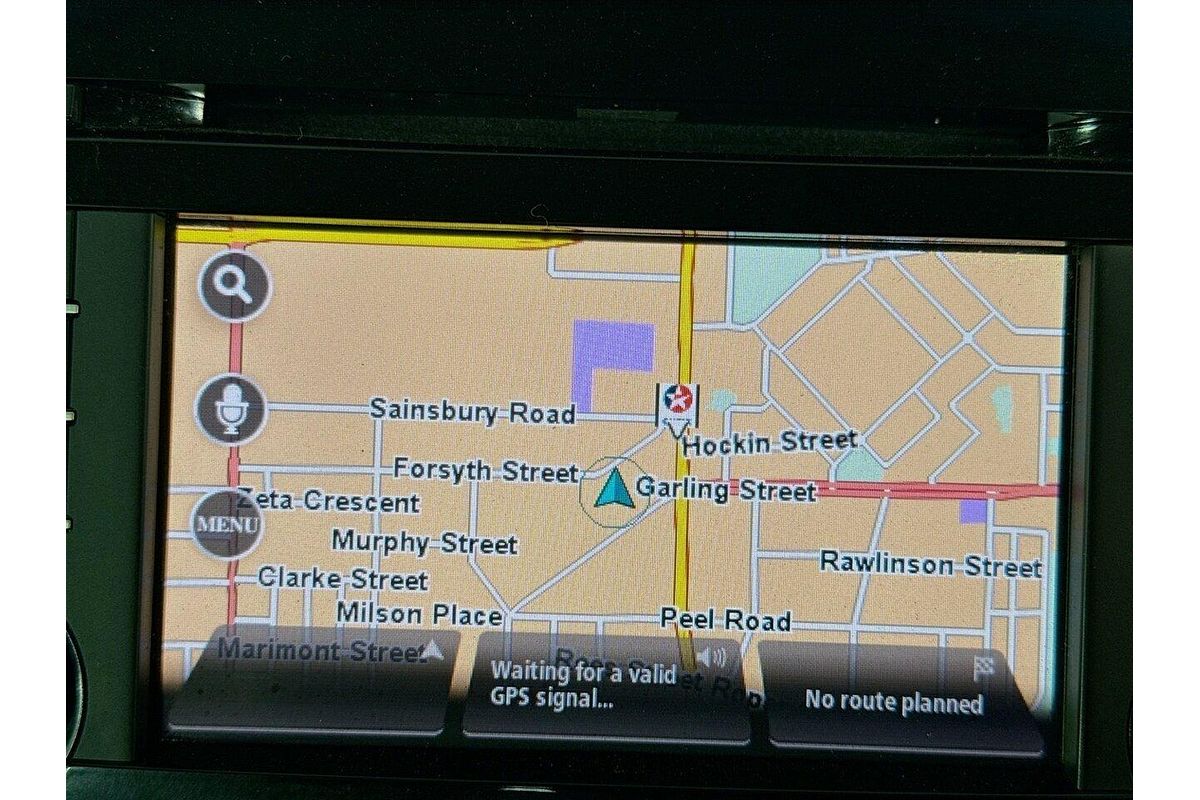 Sainsbury Road
Hockin Street
Forsyth Street
Garling Street
Zeta Crescent
MENU
Murphy Street
Rawlinson Street
Clarke Street
Milson Place
Peel Road
Marimont Street
Waiting for a valid
GPS signal...
No route planned